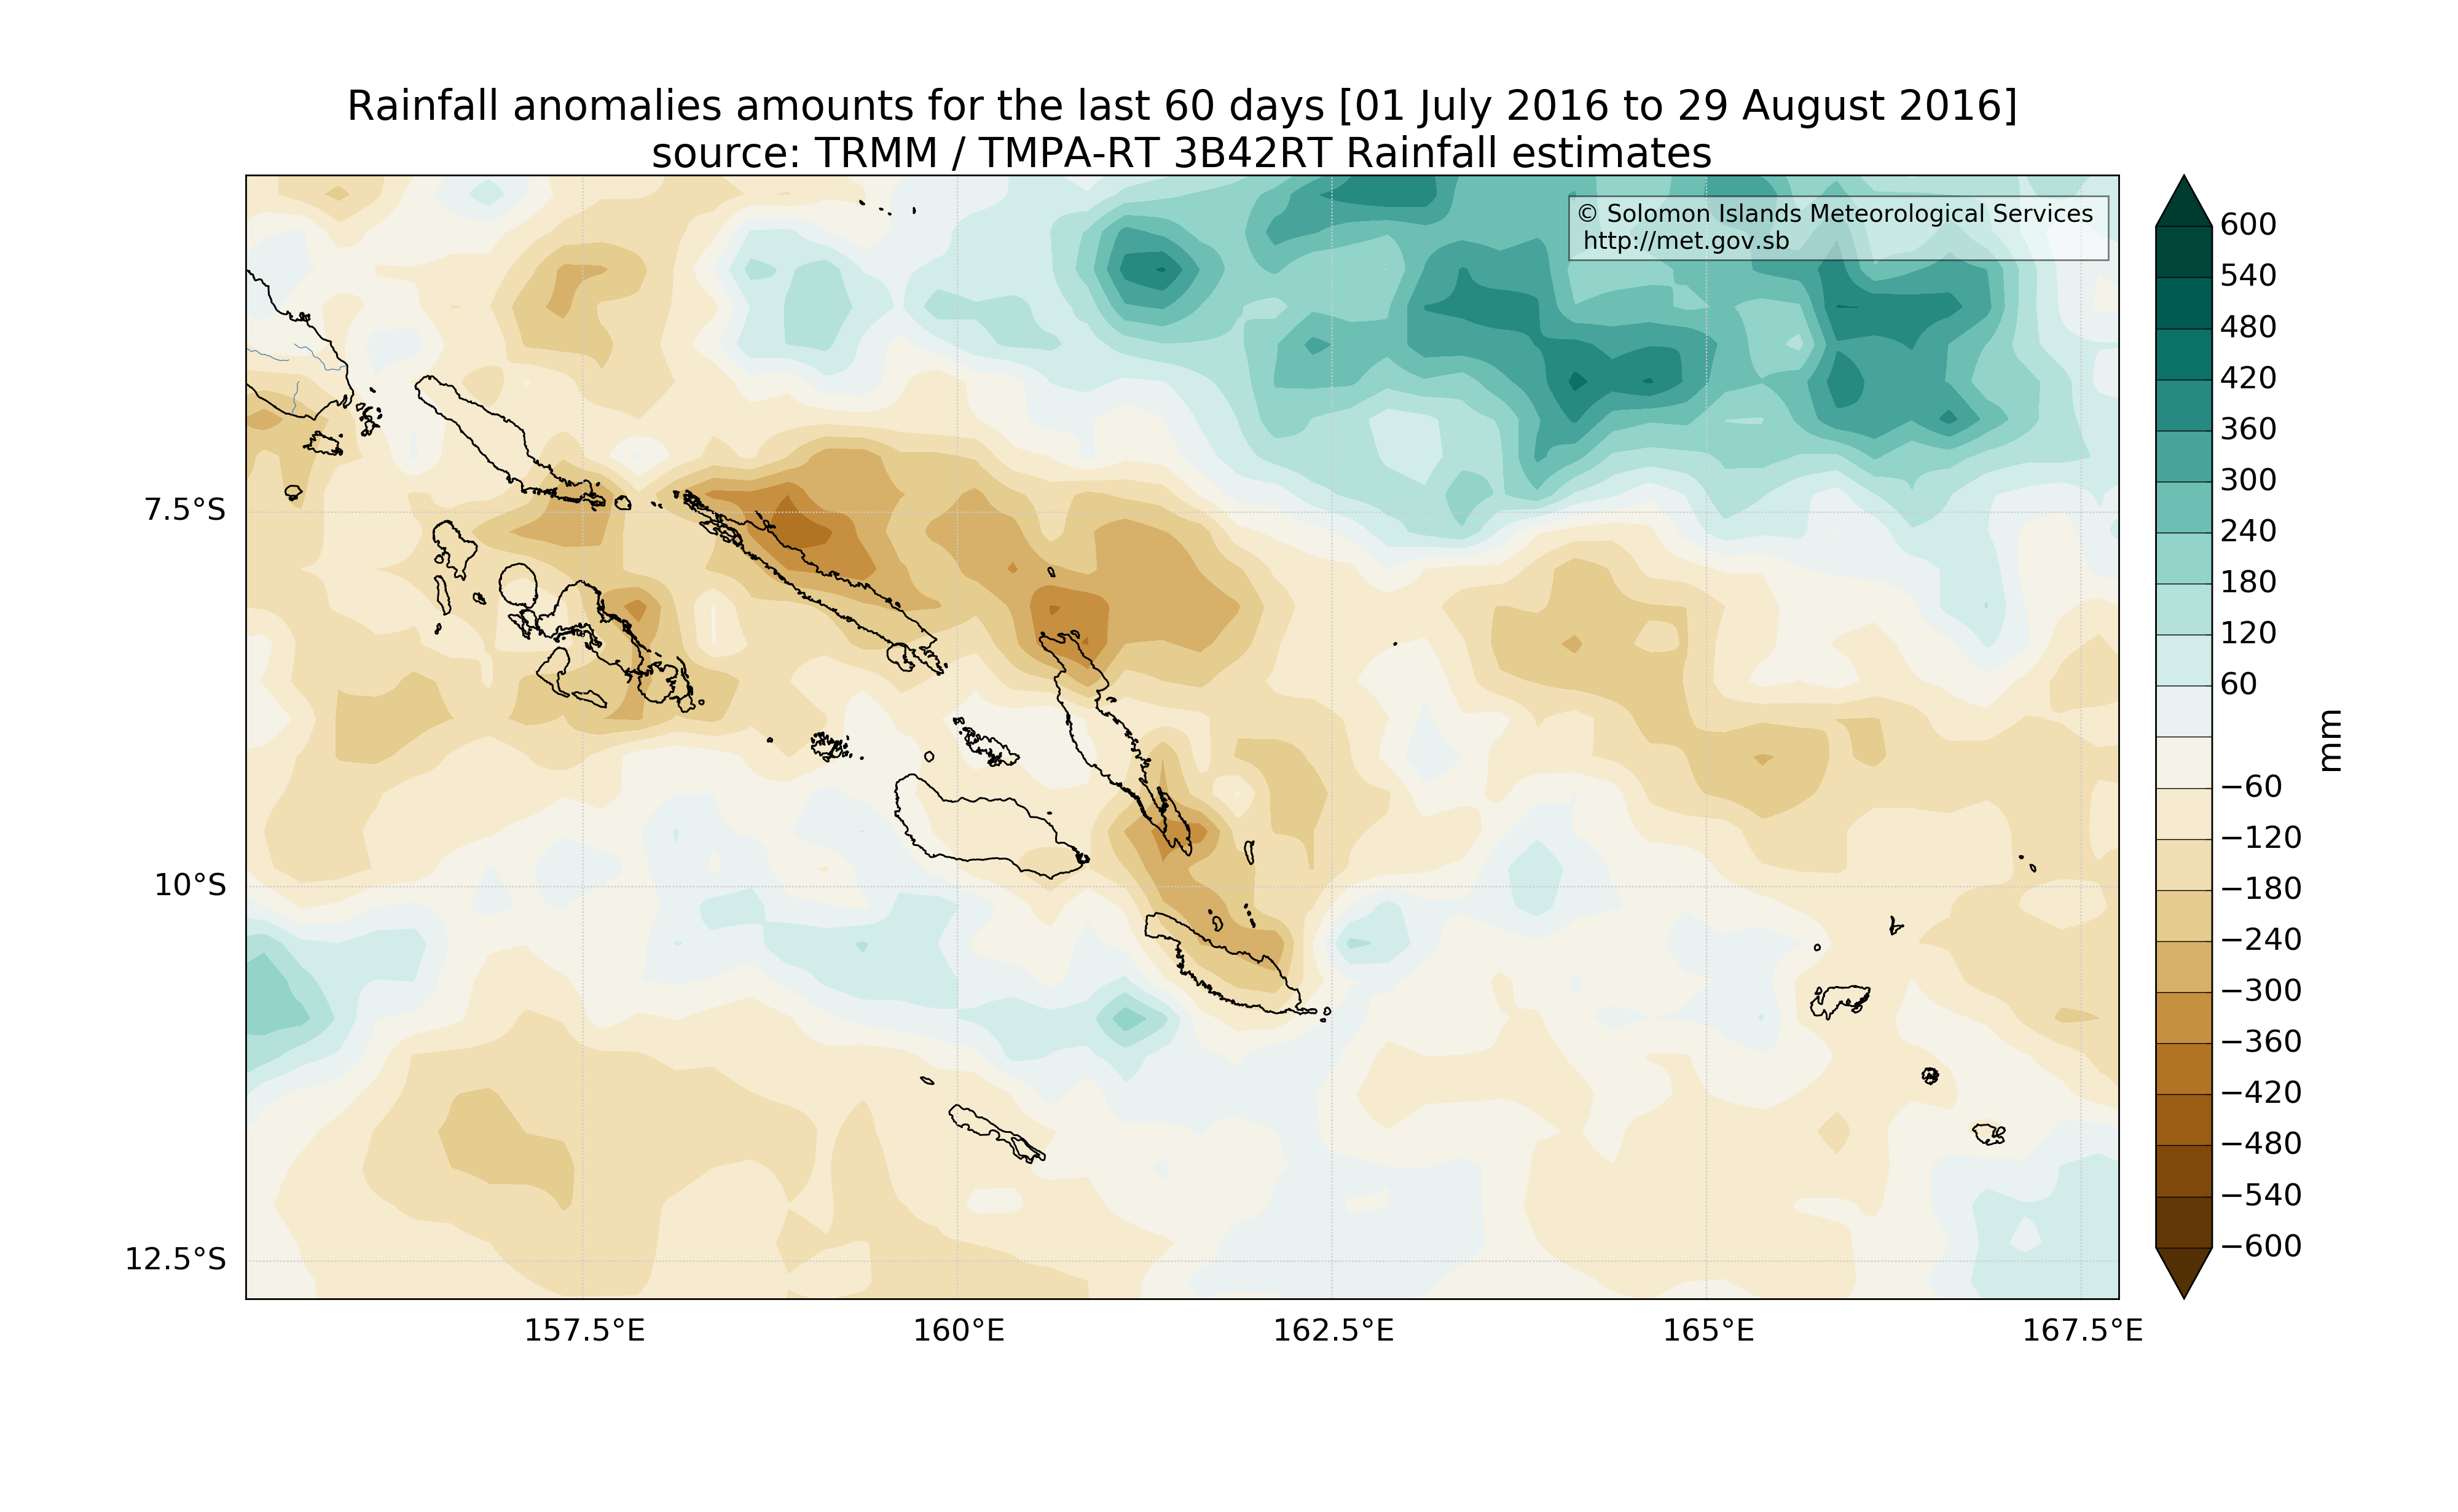 Rainfall anomalies amounts for the last 60 days [01 July 2016 to 29 August 2016]
source: TRMM / TMPA-RT 3B42RT Rainfall estimates
© Solomon Islands Meteorological Services
http://met.gov.sb
7.5°S
10°S
12.5°S
157.5°E
160°E
162.5°E
165°E
167.5°E
600
540
480
420
360
300
240
180
120
60
−60
−120
−180
−240
−300
−360
−420
−480
−540
−600
mm